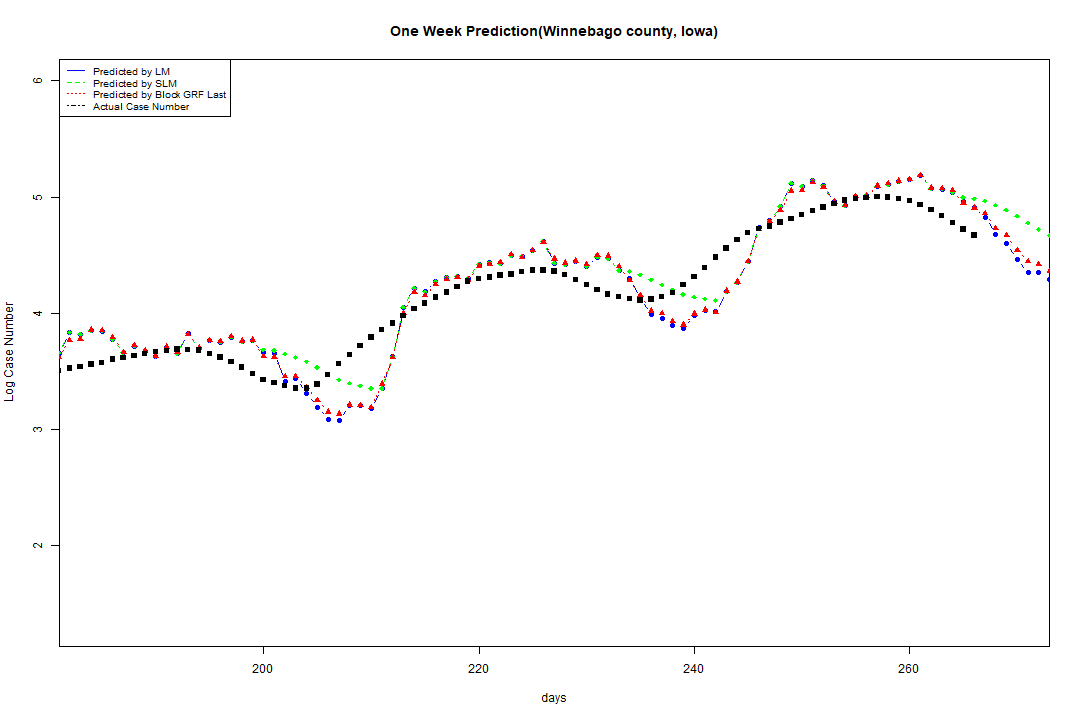 One Week Prediction(Winnebago county, Iowa)
Predicted by LM
Predicted by SLM
Predicted by Block GRF Last
Actual Case Number
6
5
4
3
2
Log Case Number
200 220 240 260
days